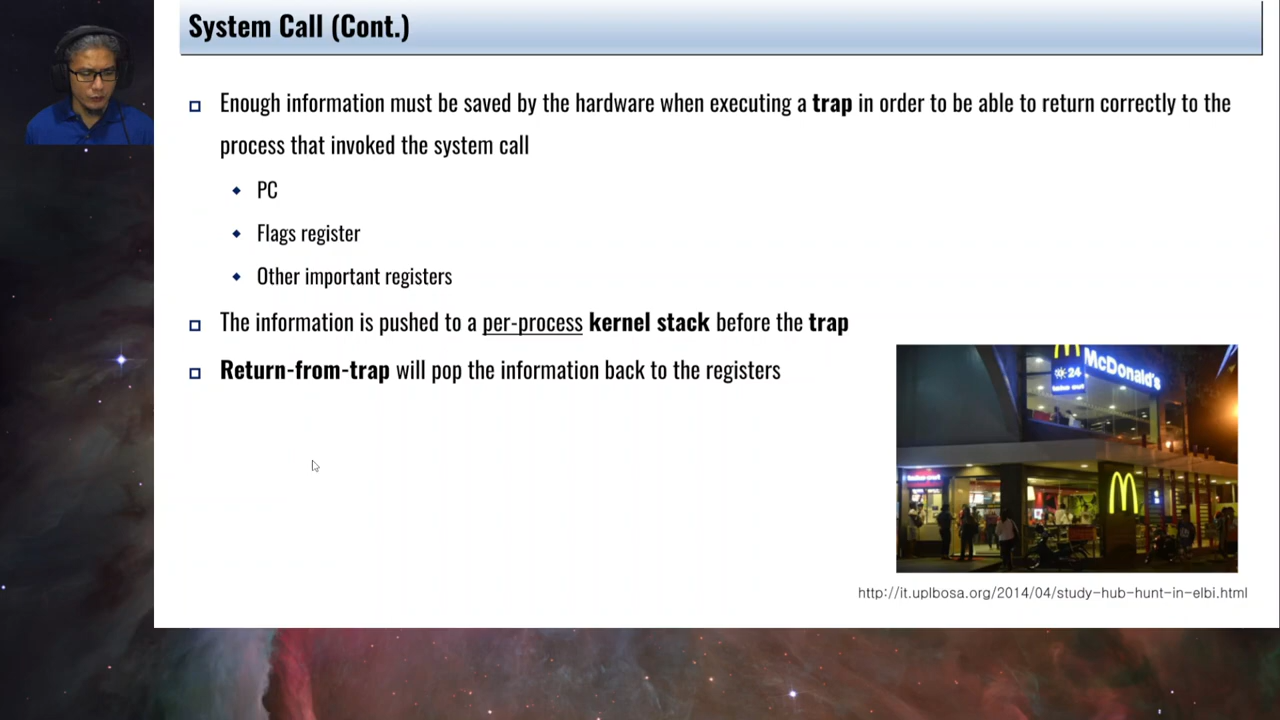 System Call (Cont.)
Enough information must be saved by the hardware when executing a trap in order to be able to return correctly to the
process that invoked the system call
PC
Flags register
Other important registers
The information is pushed to a per-process kernel stack before the trap
Return-from-trap will pop the information back to the registers
McDonald's
24
http://it.uplbosa.org/2014/04/study-hub-hunt-in-elbi.html